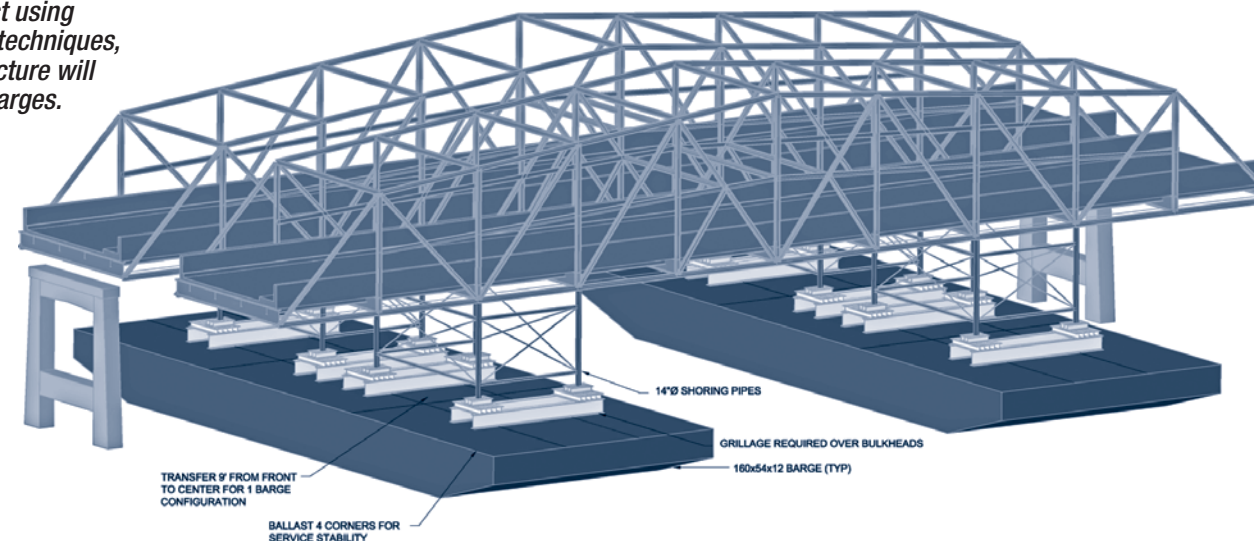 ct using
techniques,
cture will
arges.
14"Ø SHORING PIPES
GRILLAGE REQUIRED OVER BULKHEADS
160x54x12 BARGE (TYP)
TRANSFER 9' FROM FRONT
TO CENTER FOR 1 BARGE
CONFIGURATION
BALLAST 4 CORNERS FOR
SERVICE STABILITY